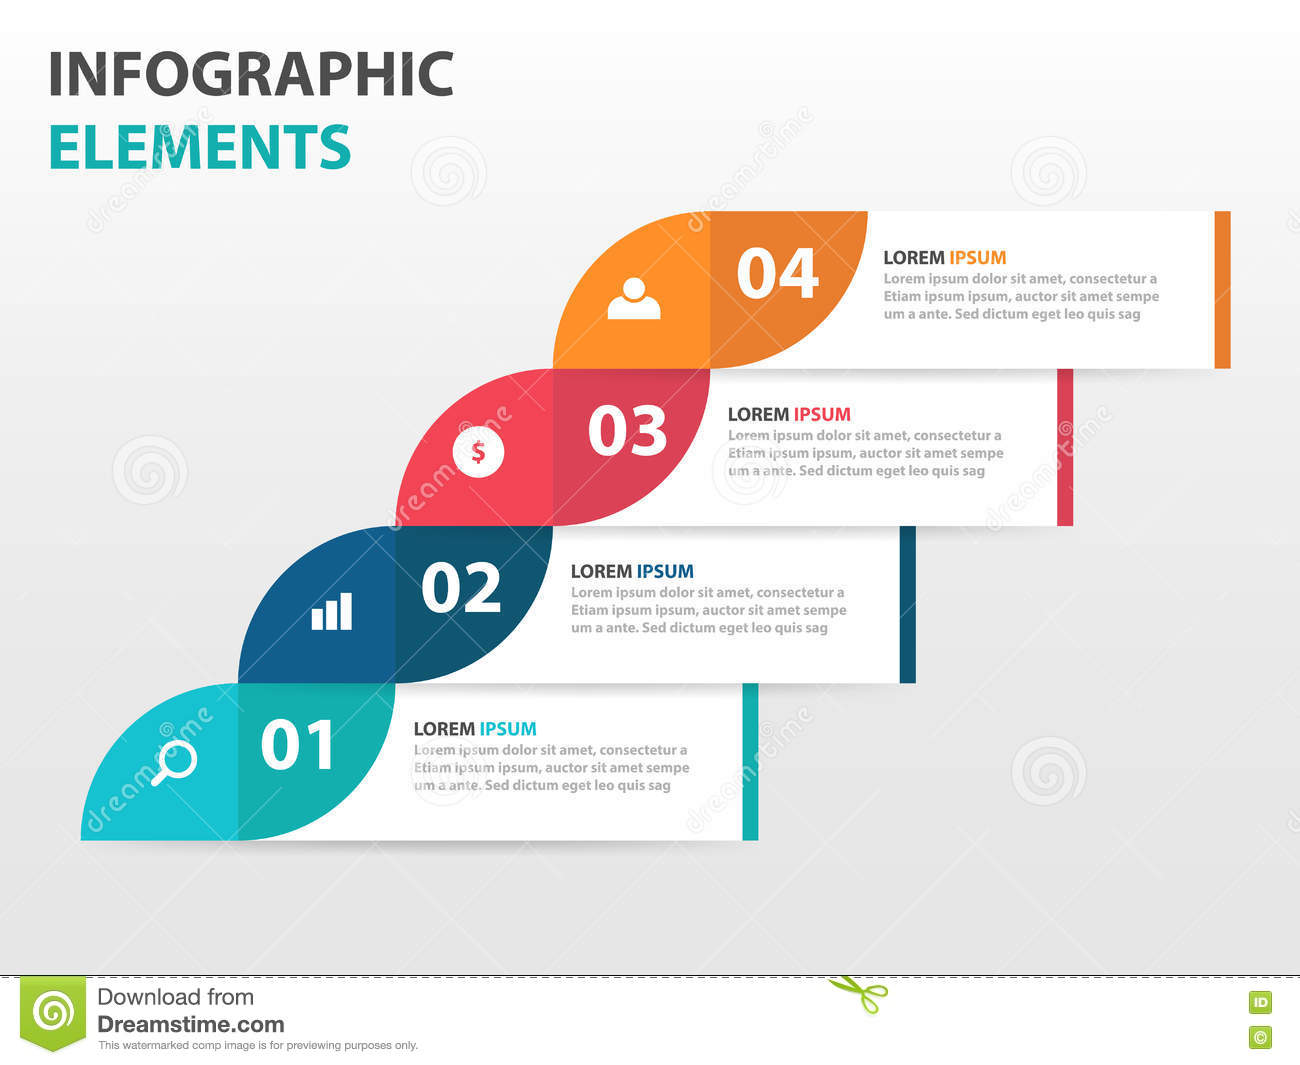 INFOGRAPHIC
ELEMENTS
04
LOREM IPSUM
Lorem ipsum dolor sit amet, consectetur a
Etiam ipsum ipsum, auctor sit amet sempe
um a ante. Sed dictum eget leo quis sag
$
03
LOREM IPSUM
Lorem ipsum dolor sit amet, consectetur a
Etiam ipsum ipsum, auctor sit amet sempe
um a ante. Sed dictum eget leo quis sag
02
LOREM IPSUM
Lorem ipsum dolor sit amet, consectetur a
Etiam ipsum ipsum, auctor sit amet sempe
um a ante. Sed dictum eget leo quis sag
01
LOREM IPSUM
Lorem ipsum dolor sit amet, consectetur a
Etiam ipsum ipsum, auctor sit amet sempe
um a ante. Sed dictum eget leo quis sag
dreamstime
dreamstime
dreamstime
dreamstime
dreamstime
dreamstime
Download from
Dreamstime.com
This watermarked comp image is for previewing purposes only.
ID
©